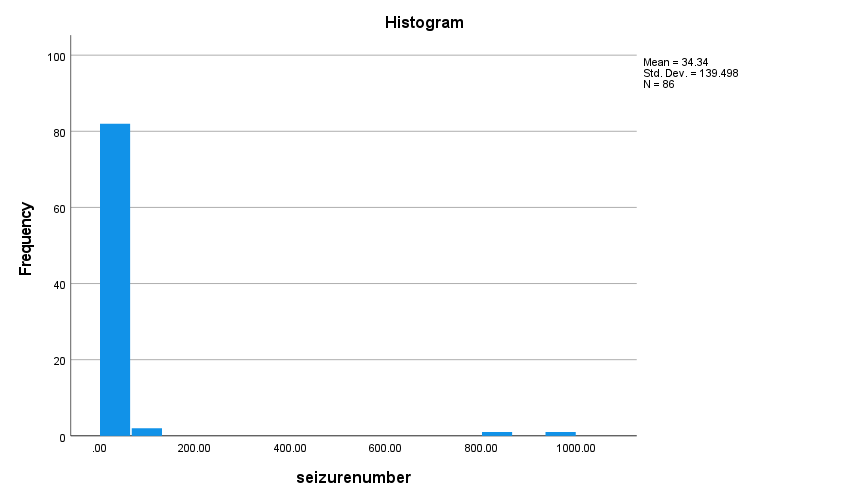 Histogram
Mean = 34.34
Std. Dev. = 139.498
N = 86
Frequency
100
80
60
40
20
0
.00 200.00 400.00 600.00 800.00 1000.00
seizurenumber